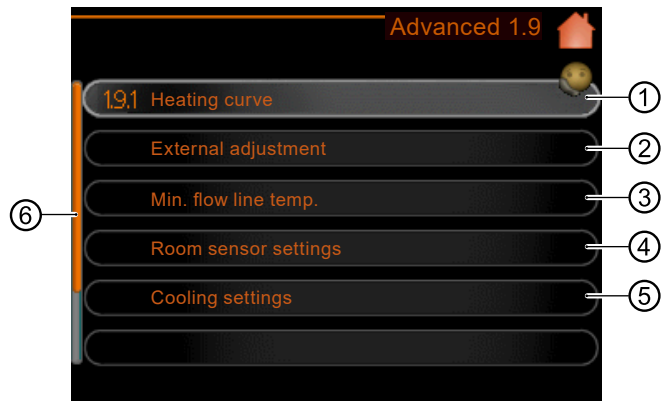 Advanced 1.9
1.9.1 Heating curve
1
External adjustment
2
Min. flow line temp.
3
6
Room sensor settings
4
Cooling settings
5